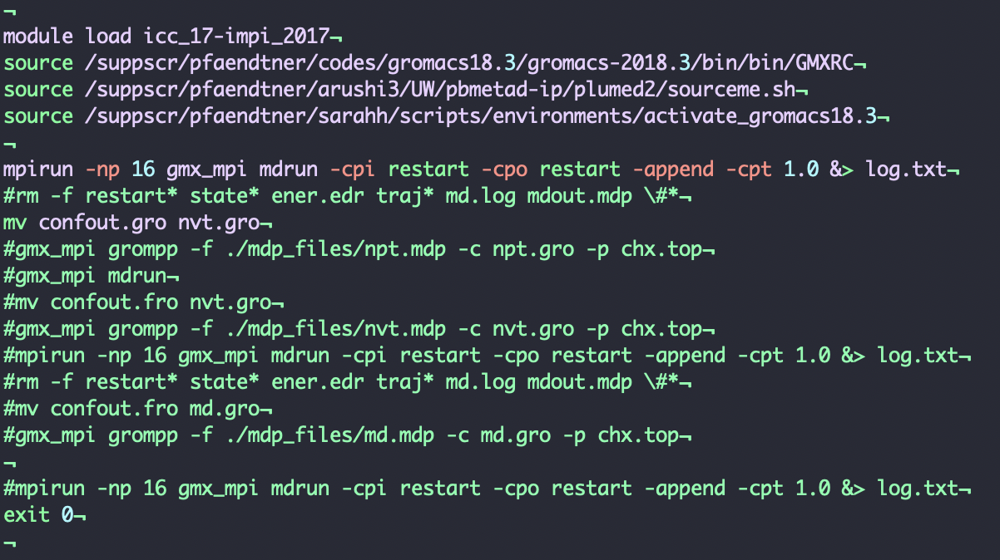 ¬
module load icc_17-impi_2017¬
source /suppscr/pfaendtner/codes/gromacs18.3/gromacs-2018.3/bin/bin/GMXRC¬
source /suppscr/pfaendtner/arushi3/UW/pbmetad-ip/plumed2/sourceme.sh¬
source /suppscr/pfaendtner/sarahh/scripts/environments/activate_gromacs18.3¬
¬
mpirun -np 16 gmx_mpi mdrun -cpi restart -cpo restart -append -cpt 1.0 &> log.txt¬
#rm -f restart* state* ener.edr traj* md.log mdout.mdp \#*¬
mv confout.gro nvt.gro¬
#gmx_mpi grompp -f ./mdp_files/npt.mdp -c npt.gro -p chx.top¬
#gmx_mpi mdrun¬
#mv confout.fro nvt.gro¬
#gmx_mpi grompp -f ./mdp_files/nvt.mdp -c nvt.gro -p chx.top¬
#mpirun -np 16 gmx_mpi mdrun -cpi restart -cpo restart -append -cpt 1.0 &> log.txt¬
#rm -f restart* state* ener.edr traj* md.log mdout.mdp \#*¬
#mv confout.fro md.gro¬
#gmx_mpi grompp -f ./mdp_files/md.mdp -c md.gro -p chx.top¬
¬
#mpirun -np 16 gmx_mpi mdrun -cpi restart -cpo restart -append -cpt 1.0 &> log.txt¬
exit 0¬
¬